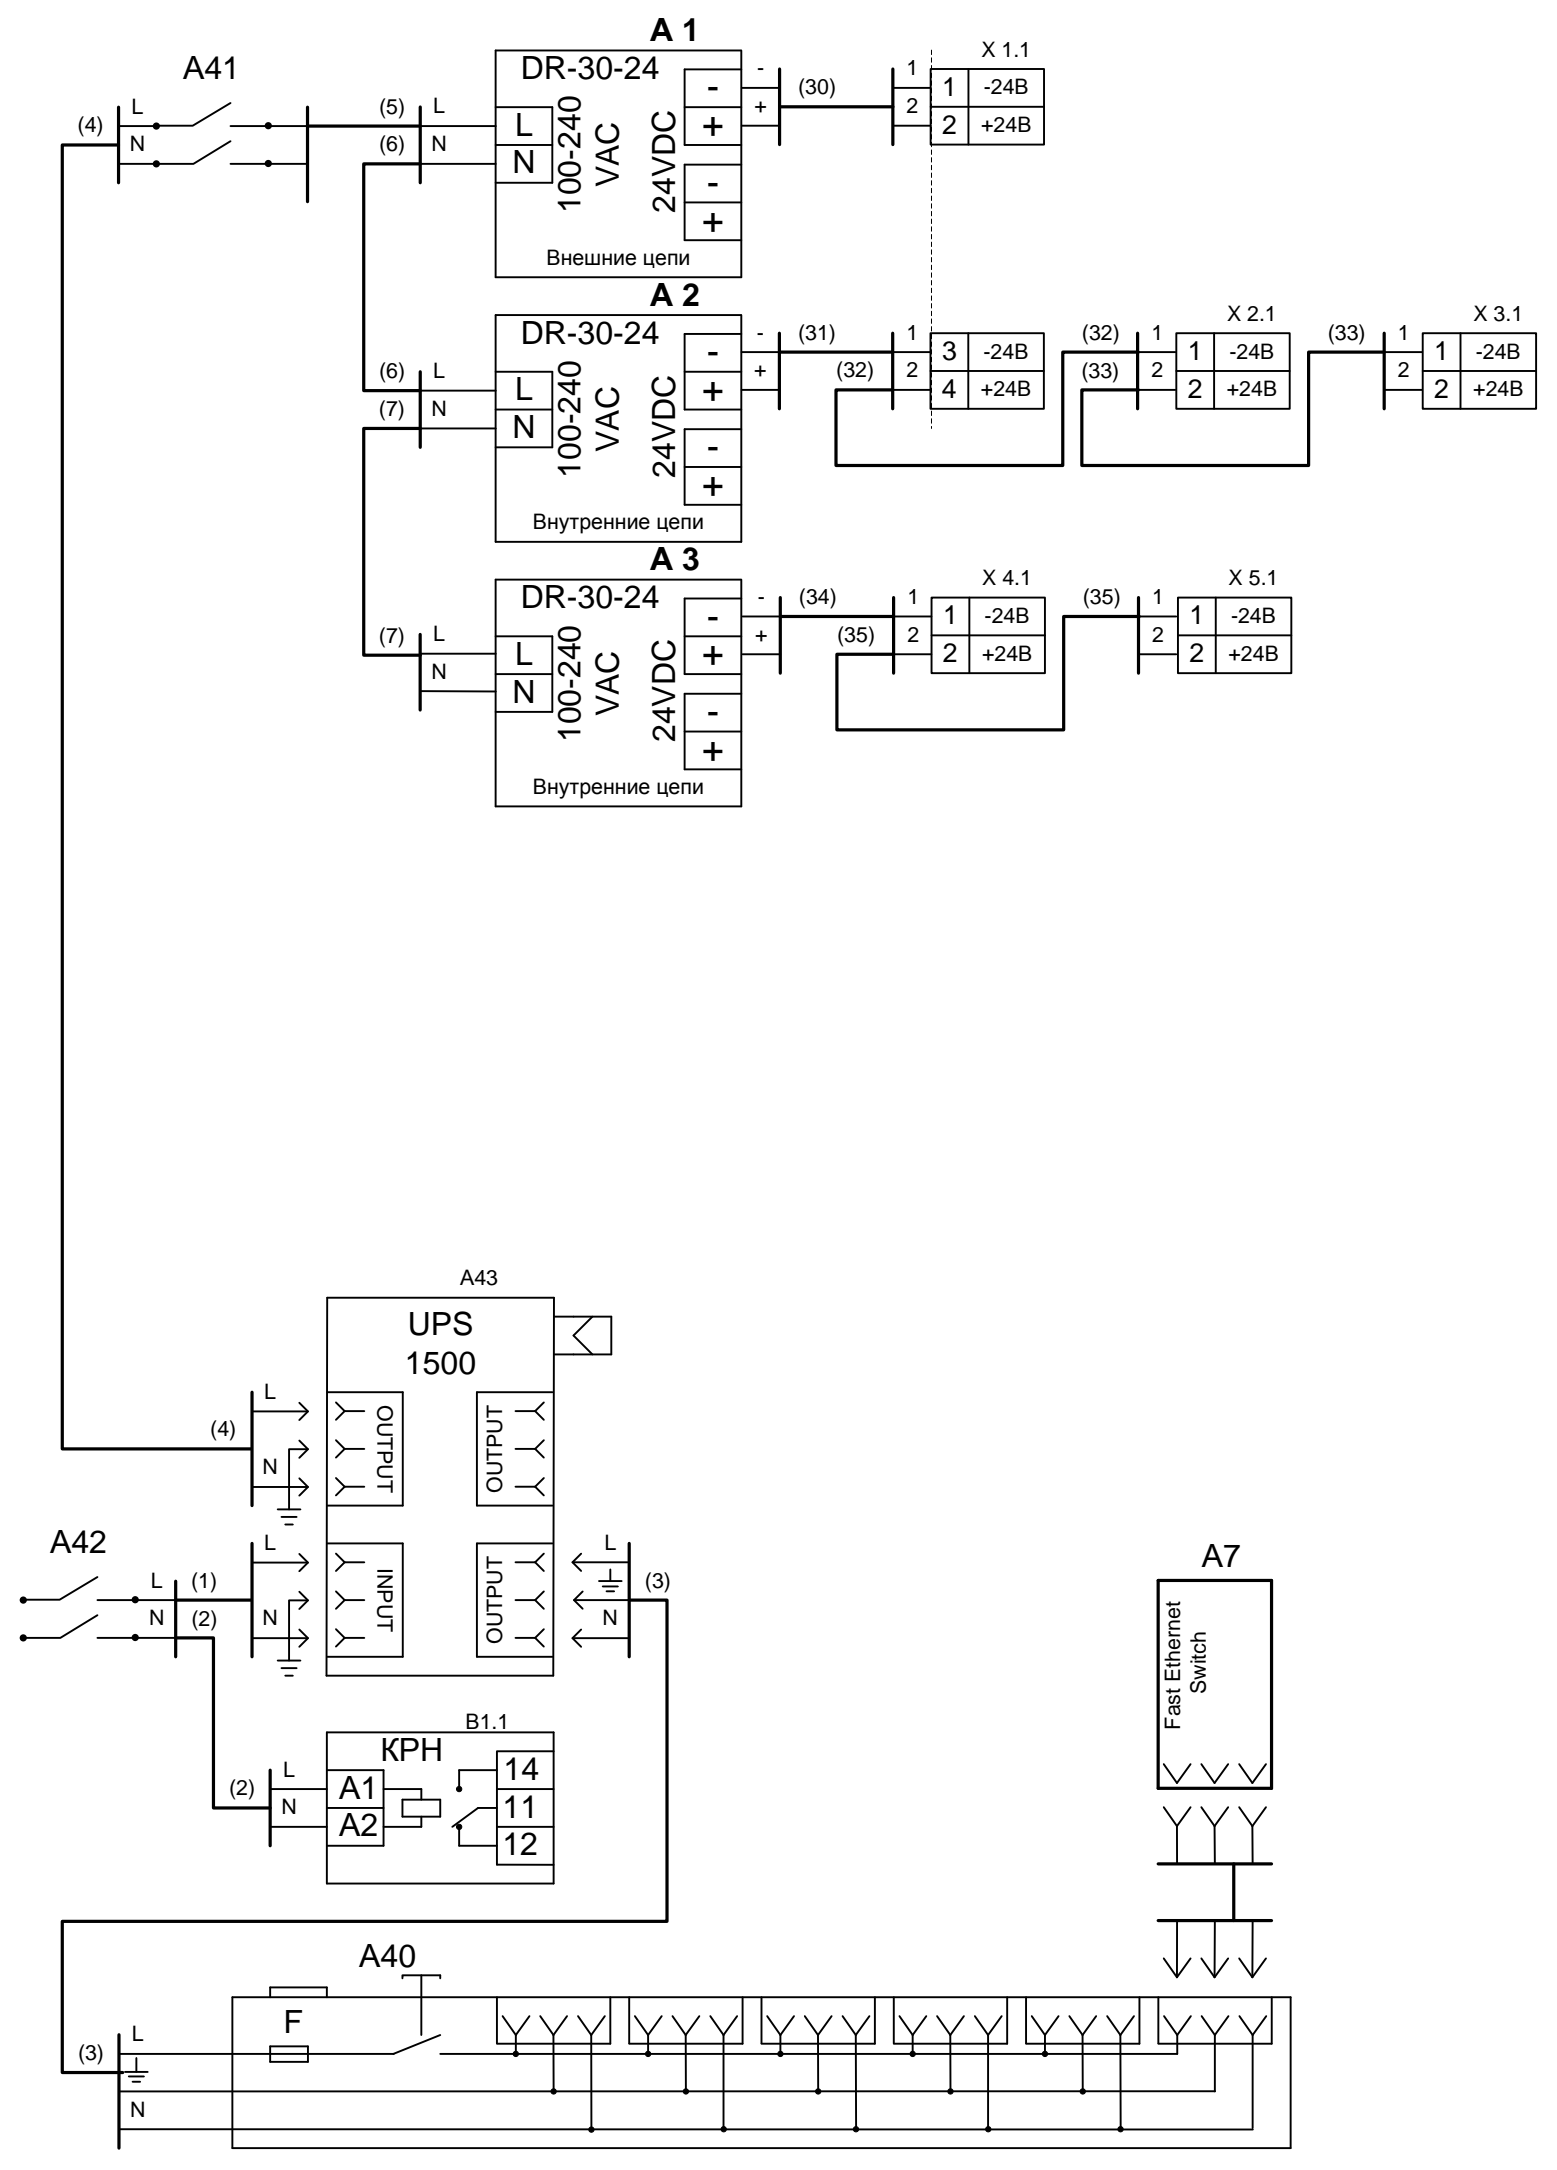 A 1
X 1.1
A41
DR-30-24
(4)
L
N
(5)
(6)
L
N
L
N
100-240
VAC
24VDC
-
+
-
+
Внешние цепи
-
+
(30)
1
2
1 -24В
2 +24В
A 2
X 2.1
X 3.1
DR-30-24
(6)
(7)
L
N
L
N
100-240
VAC
24VDC
-
+
-
+
Внутренние цепи
-
+
(31)
(32)
1
2
3 -24В
4 +24В
(32)
(33)
1
2
1 -24В
2 +24В
(33)
1
2
1 -24В
2 +24В
A 3
X 4.1
X 5.1
DR-30-24
(7)
L
N
L
N
100-240
VAC
24VDC
-
+
-
+
Внутренние цепи
-
+
(34)
(35)
1
2
1 -24В
2 +24В
(35)
1
2
1 -24В
2 +24В
A43
UPS
1500
(4)
L
N
OUTPUT
OUTPUT
A42
L
N
(1)
(2)
L
N
INPUT
OUTPUT
L
N
(3)
A7
Fast Ethernet
Switch
B1.1
КРН
(2)
L
N
A1
A2
14
11
12
A40
F
(3)
L
N